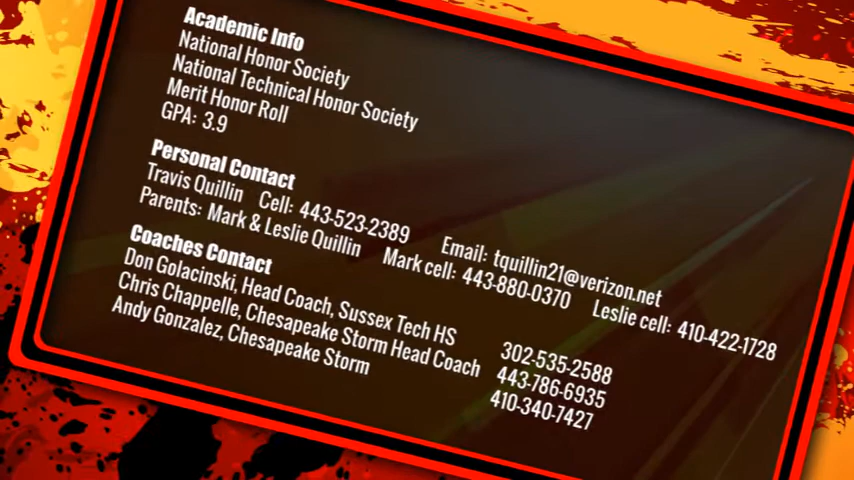 Academic Info
National Honor Society
National Technical Honor Society
Merit Honor Roll
GPA: 3.9
Personal Contact
Travis Quillin Cell: 443-523-2389 Email: tquillin21@verizon.net
Parents: Mark & Leslie Quillin Mark cell: 443-880-0370 Leslie cell: 410-422-1728
Coaches Contact
Don Golacinski, Head Coach, Sussex Tech HS 302-535-2588
Chris Chappelle, Chesapeake Storm Head Coach 443-786-6935
Andy Gonzalez, Chesapeake Storm 410-340-7427